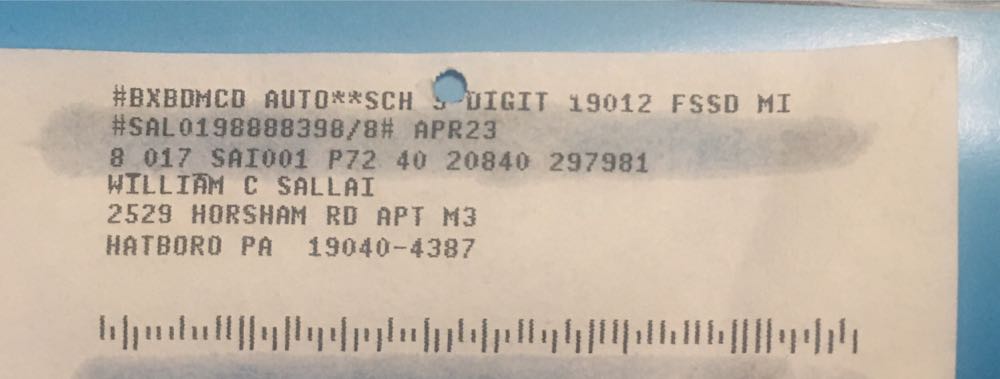 #BXBDMCD AUTO**SCH 5 DIGIT 19012 FSSD MI
#SAL0198888398/8# APR23
8 017 SAI001 P72 40 20840 297981
WILLIAM C SALLAI
2529 HORSHAM RD APT M3
HATBORO PA 19040-4387